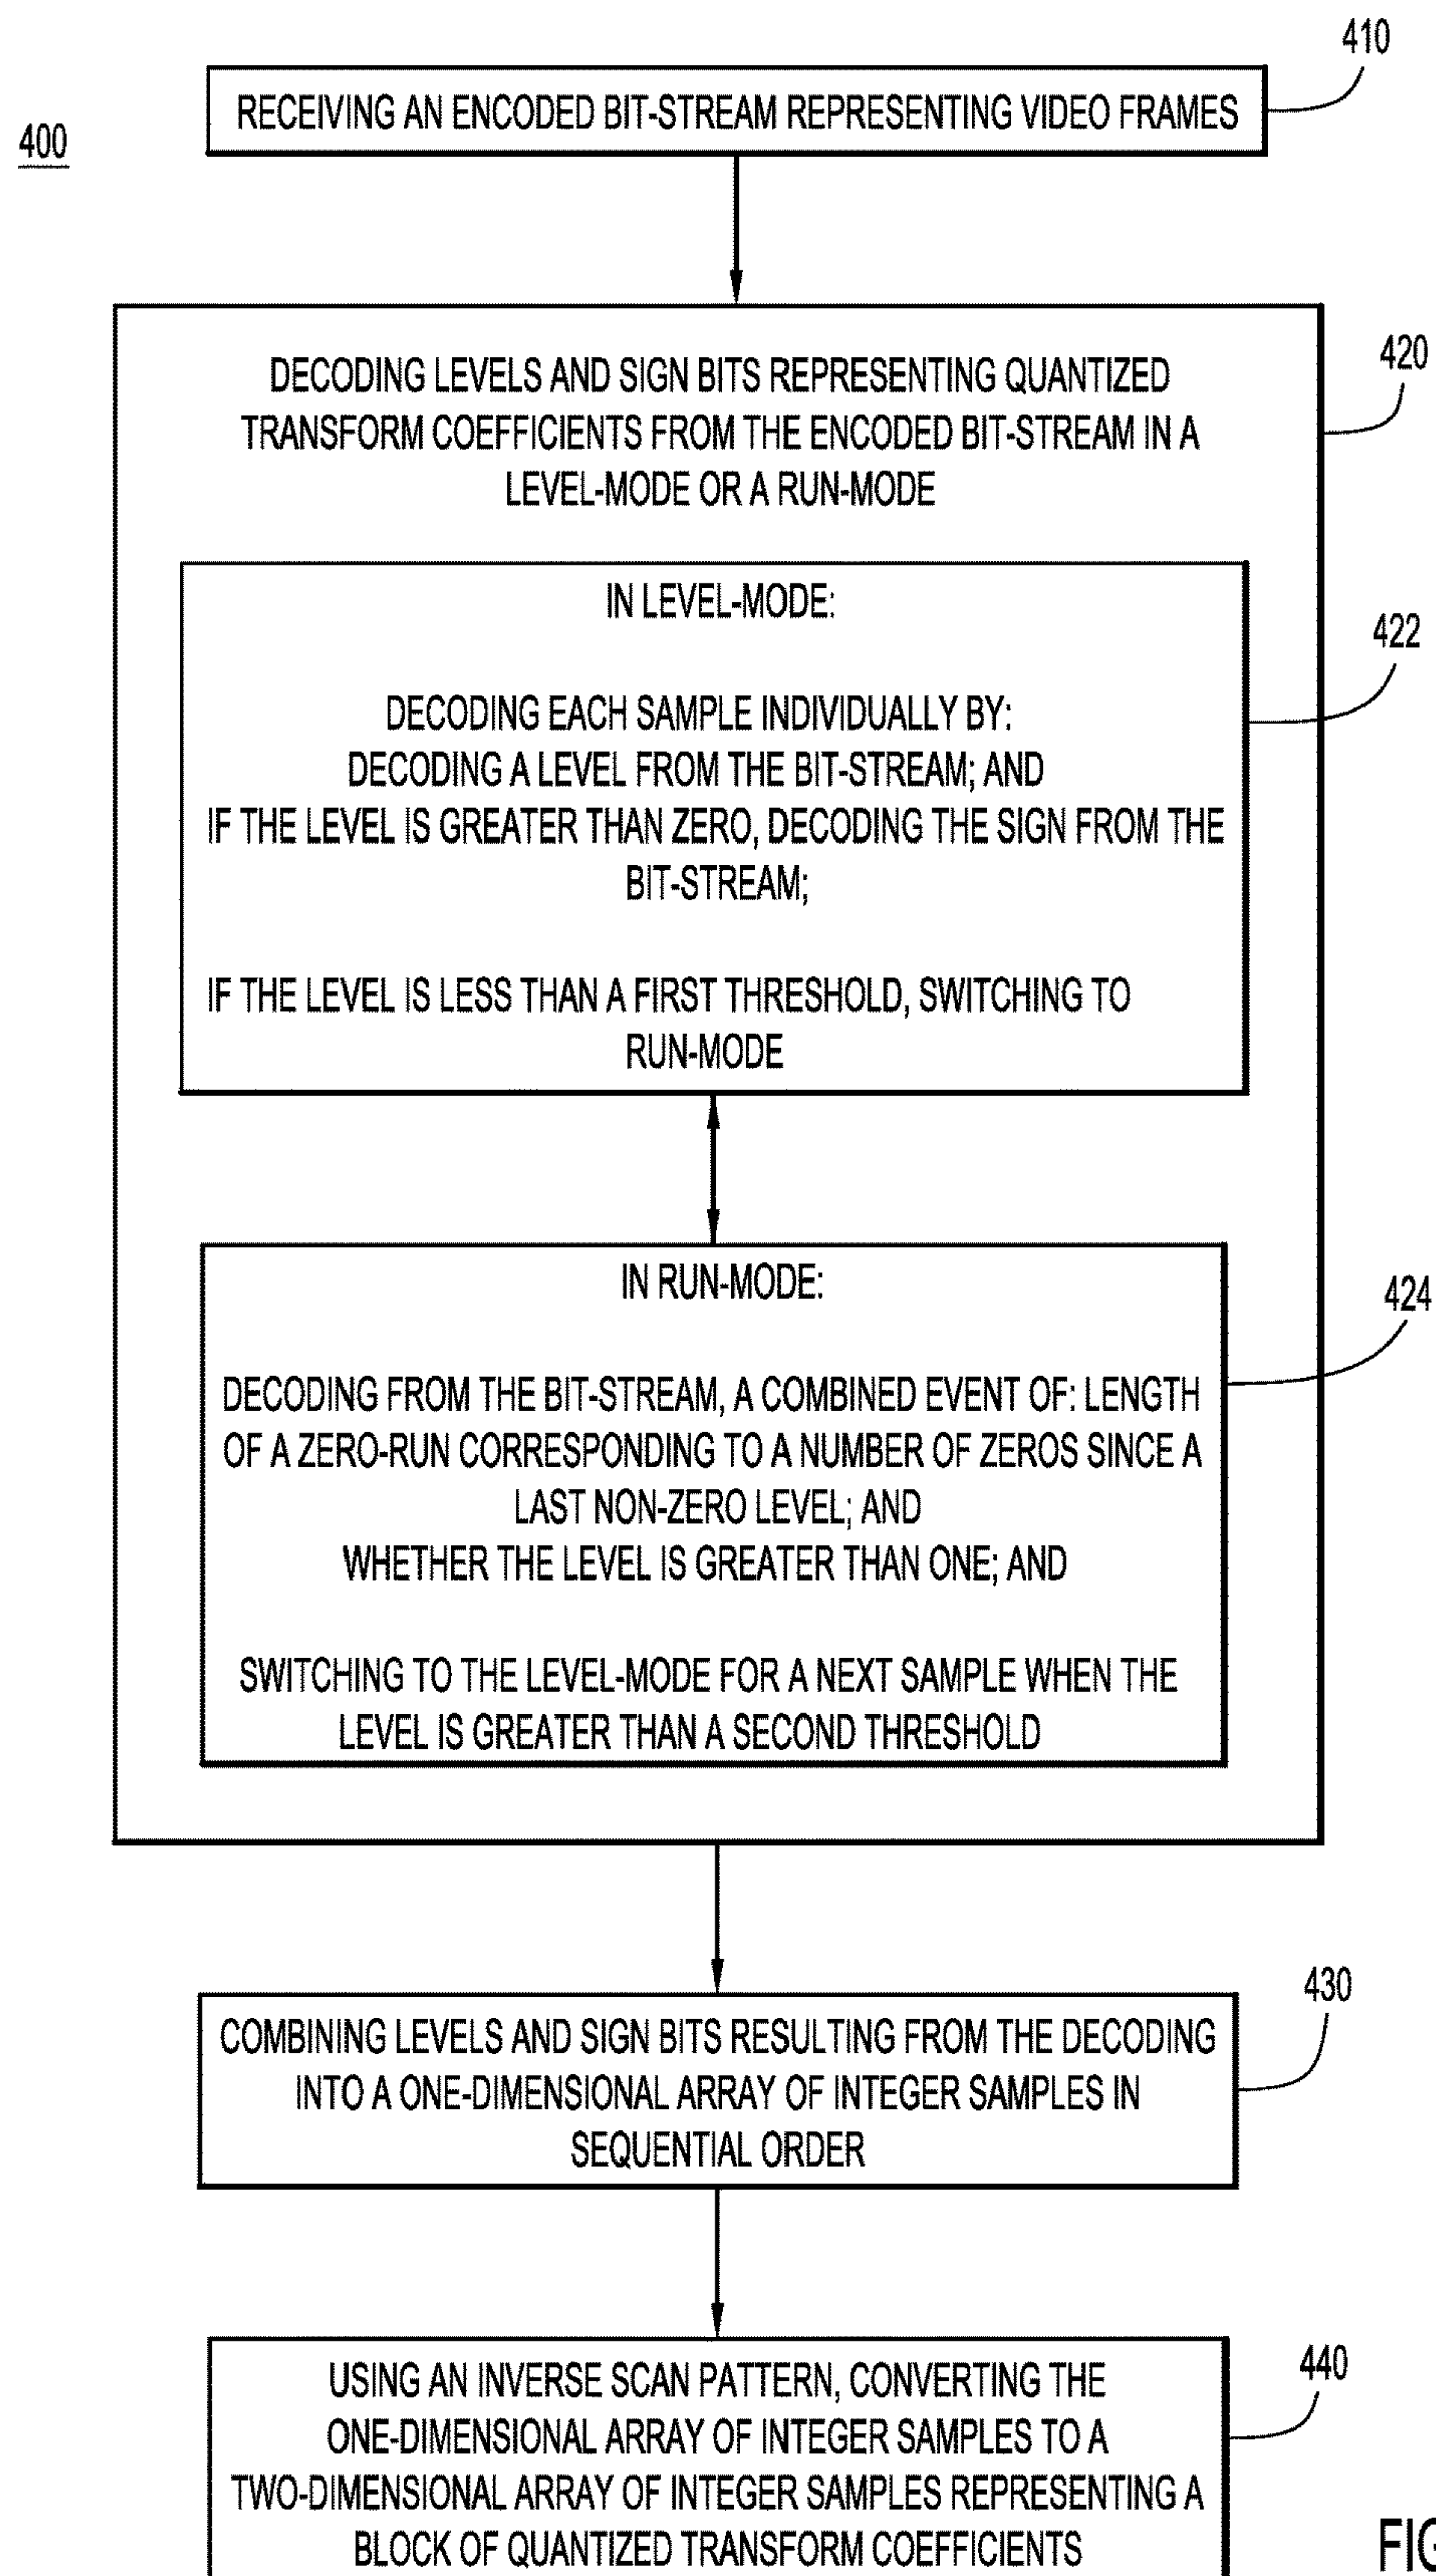 410
RECEIVING AN ENCODED BIT-STREAM REPRESENTING VIDEO FRAMES
400
420
DECODING LEVELS AND SIGN BITS REPRESENTING QUANTIZED
TRANSFORM COEFFICIENTS FROM THE ENCODED BIT-STREAM IN A
LEVEL-MODE OR A RUN-MODE
IN LEVEL-MODE:
422
DECODING EACH SAMPLE INDIVIDUALLY BY:
DECODING A LEVEL FROM THE BIT-STREAM; AND
IF THE LEVEL IS GREATER THAN ZERO, DECODING THE SIGN FROM THE
BIT-STREAM;
IF THE LEVEL IS LESS THAN A FIRST THRESHOLD, SWITCHING TO
RUN-MODE
IN RUN-MODE:
424
DECODING FROM THE BIT-STREAM, A COMBINED EVENT OF: LENGTH
OF A ZERO-RUN CORRESPONDING TO A NUMBER OF ZEROS SINCE A
LAST NON-ZERO LEVEL; AND
WHETHER THE LEVEL IS GREATER THAN ONE; AND
SWITCHING TO THE LEVEL-MODE FOR A NEXT SAMPLE WHEN THE
LEVEL IS GREATER THAN A SECOND THRESHOLD
430
COMBINING LEVELS AND SIGN BITS RESULTING FROM THE DECODING
INTO A ONE-DIMENSIONAL ARRAY OF INTEGER SAMPLES IN
SEQUENTIAL ORDER
440
USING AN INVERSE SCAN PATTERN, CONVERTING THE
ONE-DIMENSIONAL ARRAY OF INTEGER SAMPLES TO A
TWO-DIMENSIONAL ARRAY OF INTEGER SAMPLES REPRESENTING A
BLOCK OF QUANTIZED TRANSFORM COEFFICIENTS